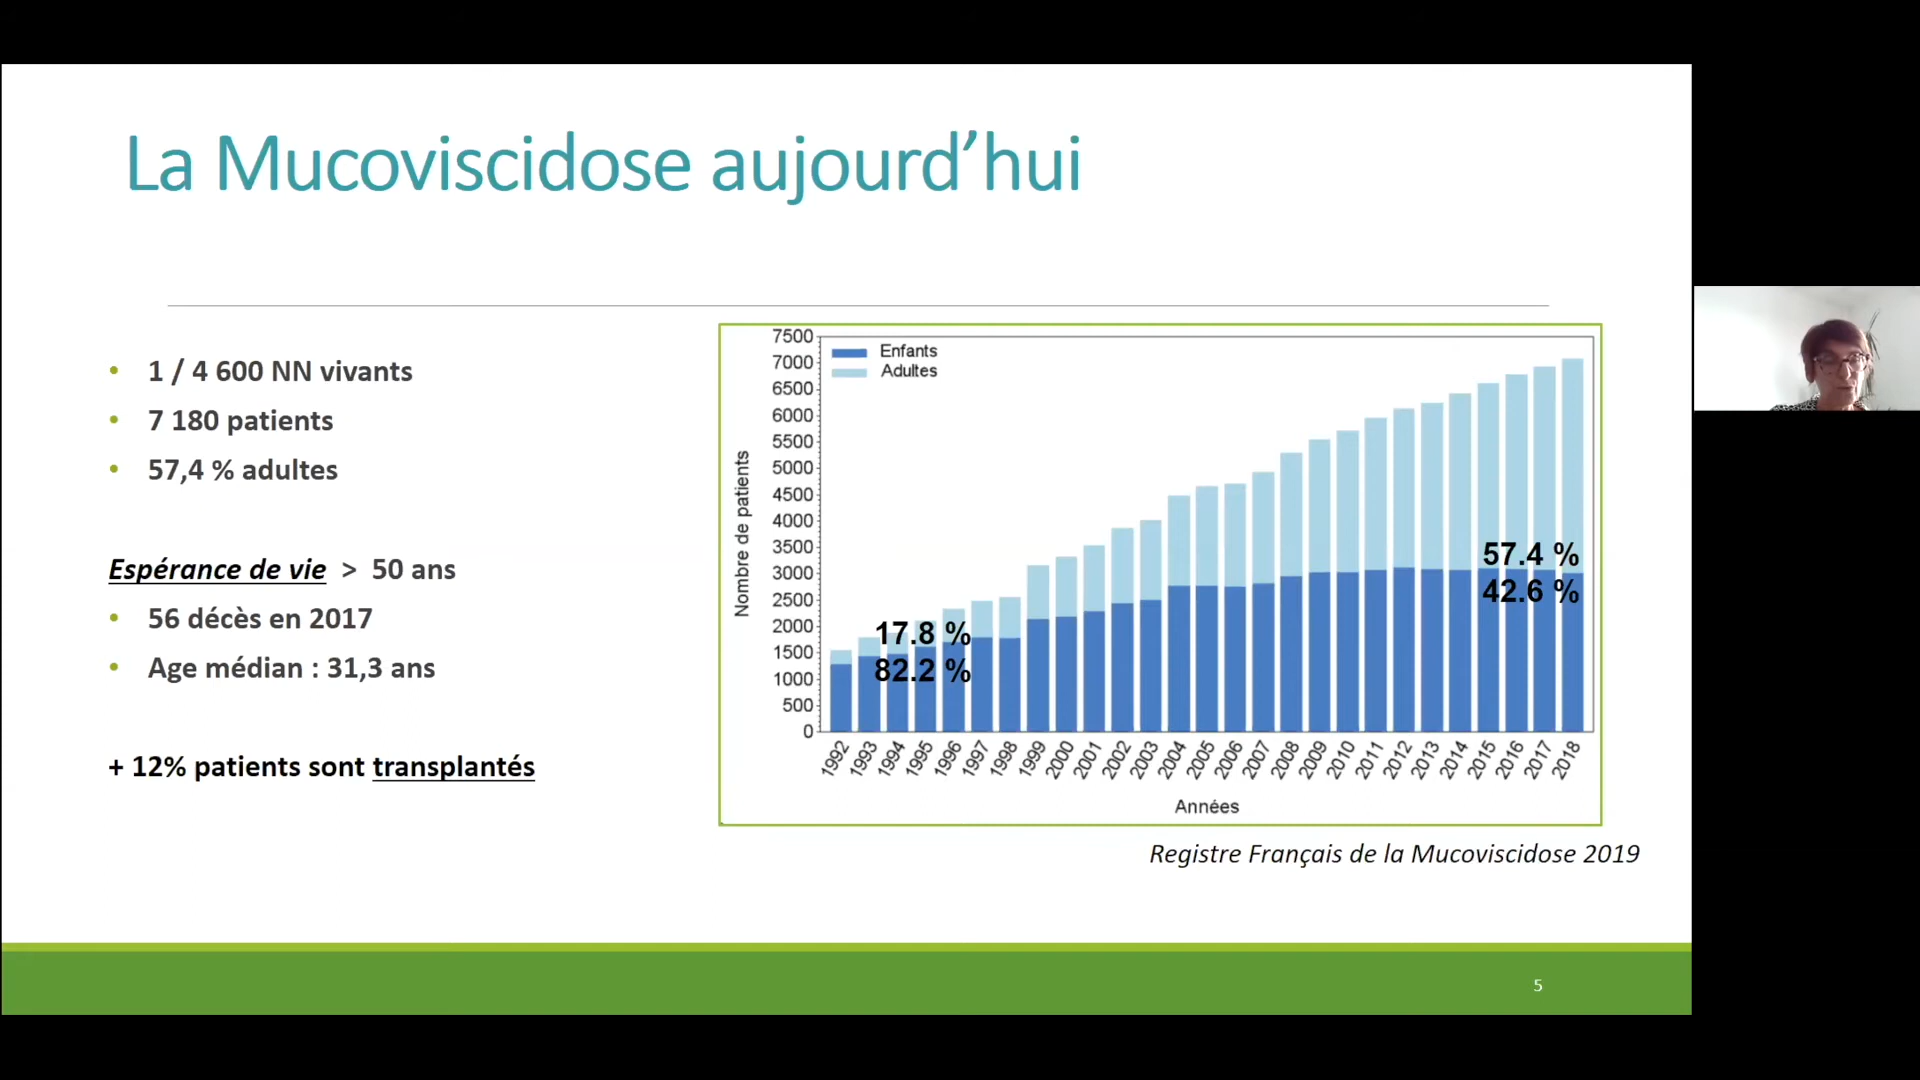 La Mucoviscidose aujourd’hui
• 1 / 4 600 NN vivants
• 7 180 patients
• 57,4 % adultes
Espérance de vie > 50 ans
• 56 décès en 2017
• Age médian : 31,3 ans
+ 12% patients sont transplantés
Nombre de patients
7500
7000
6500
6000
5500
5000
4500
4000
3500
3000
2500
2000
1500
1000
500
0
Enfants
Adultes
17.8 %
82.2 %
57.4 %
42.6 %
1992 1993 1994 1995 1996 1997 1998 1999 2000 2001 2002 2003 2004 2005 2006 2007 2008 2009 2010 2011 2012 2013 2014 2015 2016 2017 2018
Années
Registre Français de la Mucoviscidose 2019
5